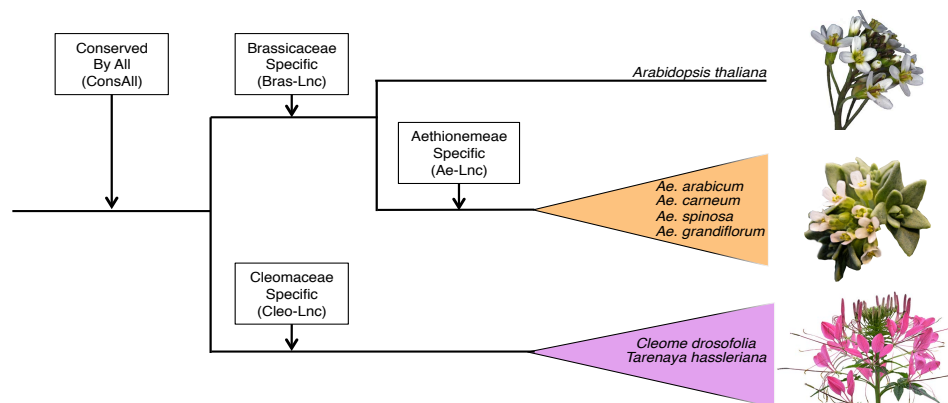 Conserved
By All
(ConsAll)
Brassicaceae
Specific
(Bras-Lnc)
Arabidopsis thaliana
Aethionemeae
Specific
(Ae-Lnc)
Ae. arabicum
Ae. carneum
Ae. spinosa
Ae. grandiflorum
Cleomaceae
Specific
(Cleo-Lnc)
Cleome drosofolia
Tarenaya hassleriana